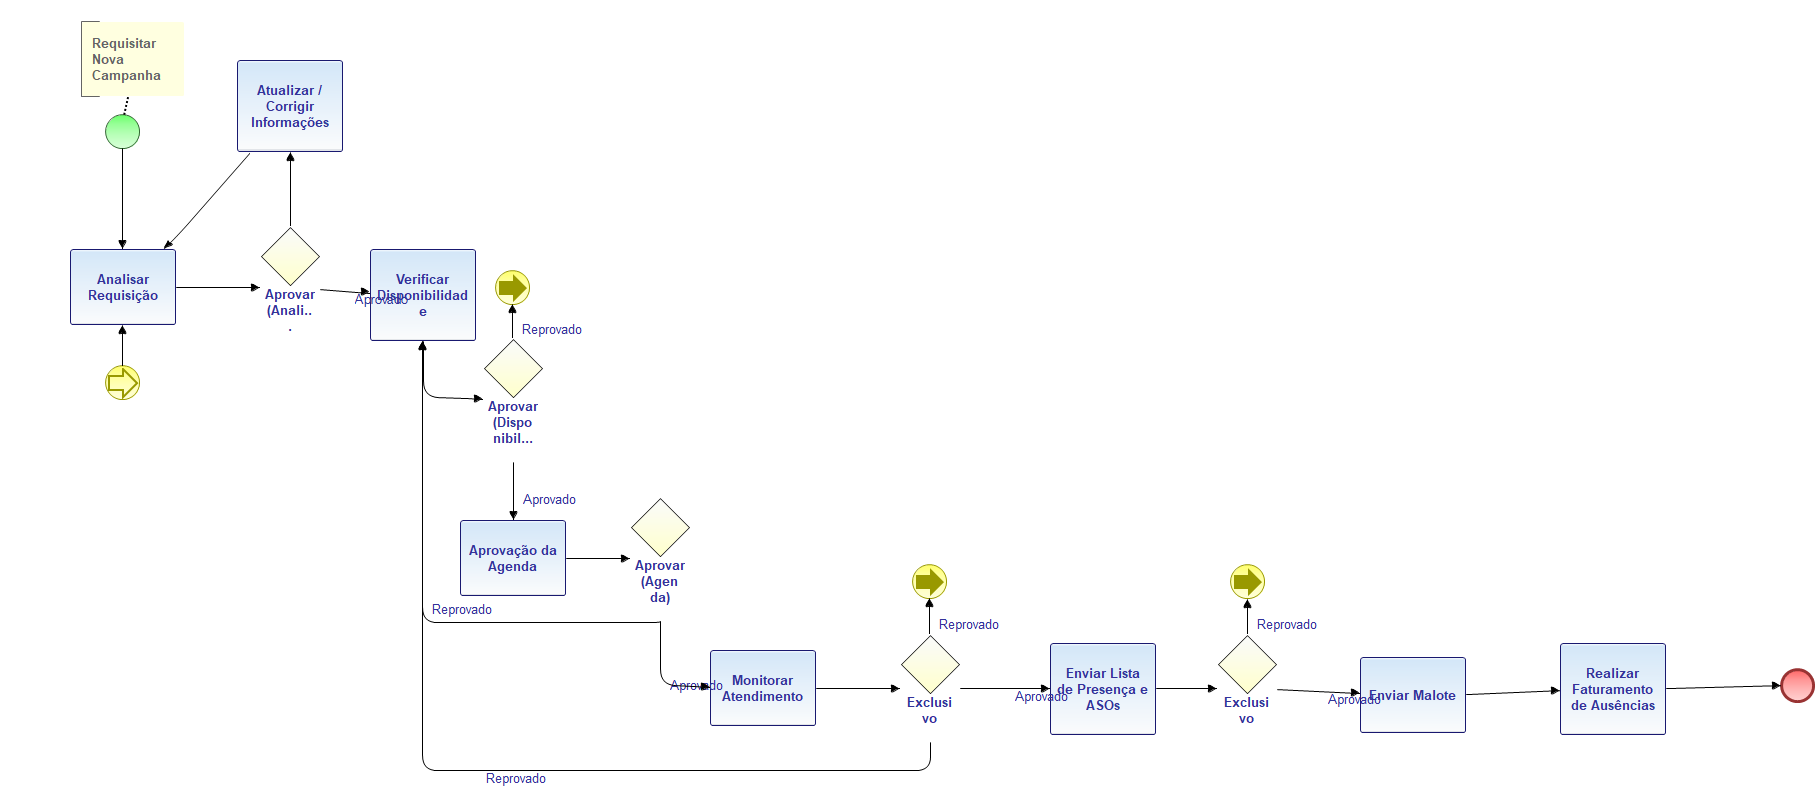 Requisitar
Nova
Campanha
Atualizar /
Corrigir
Informações
Analisar
Requisição
Aprovar
(Anali..
.
Aprovado
Verificar
Disponibilidad
e
Reprovado
Aprovar
(Dispo
nibil...
Aprovado
Aprovação da
Agenda
Aprovar
(Agen
da)
Reprovado
Aprovado
Monitorar
Atendimento
Reprovado
Exclusi
vo
Reprovado
Aprovado
Enviar Lista
de Presença e
ASOs
Reprovado
Exclusi
vo
Aprovado
Enviar Malote
Realizar
Faturamento
de Ausências